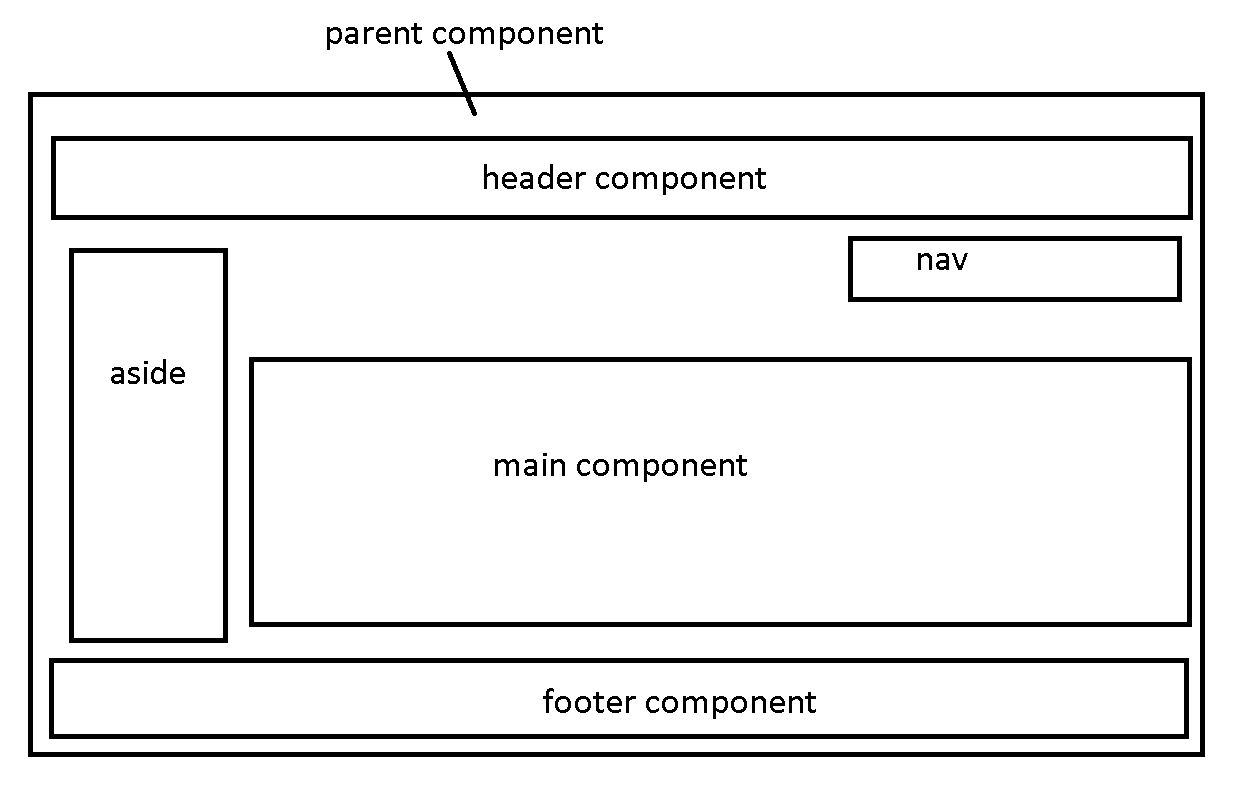 parent component
header component
nav
aside
main component
footer component